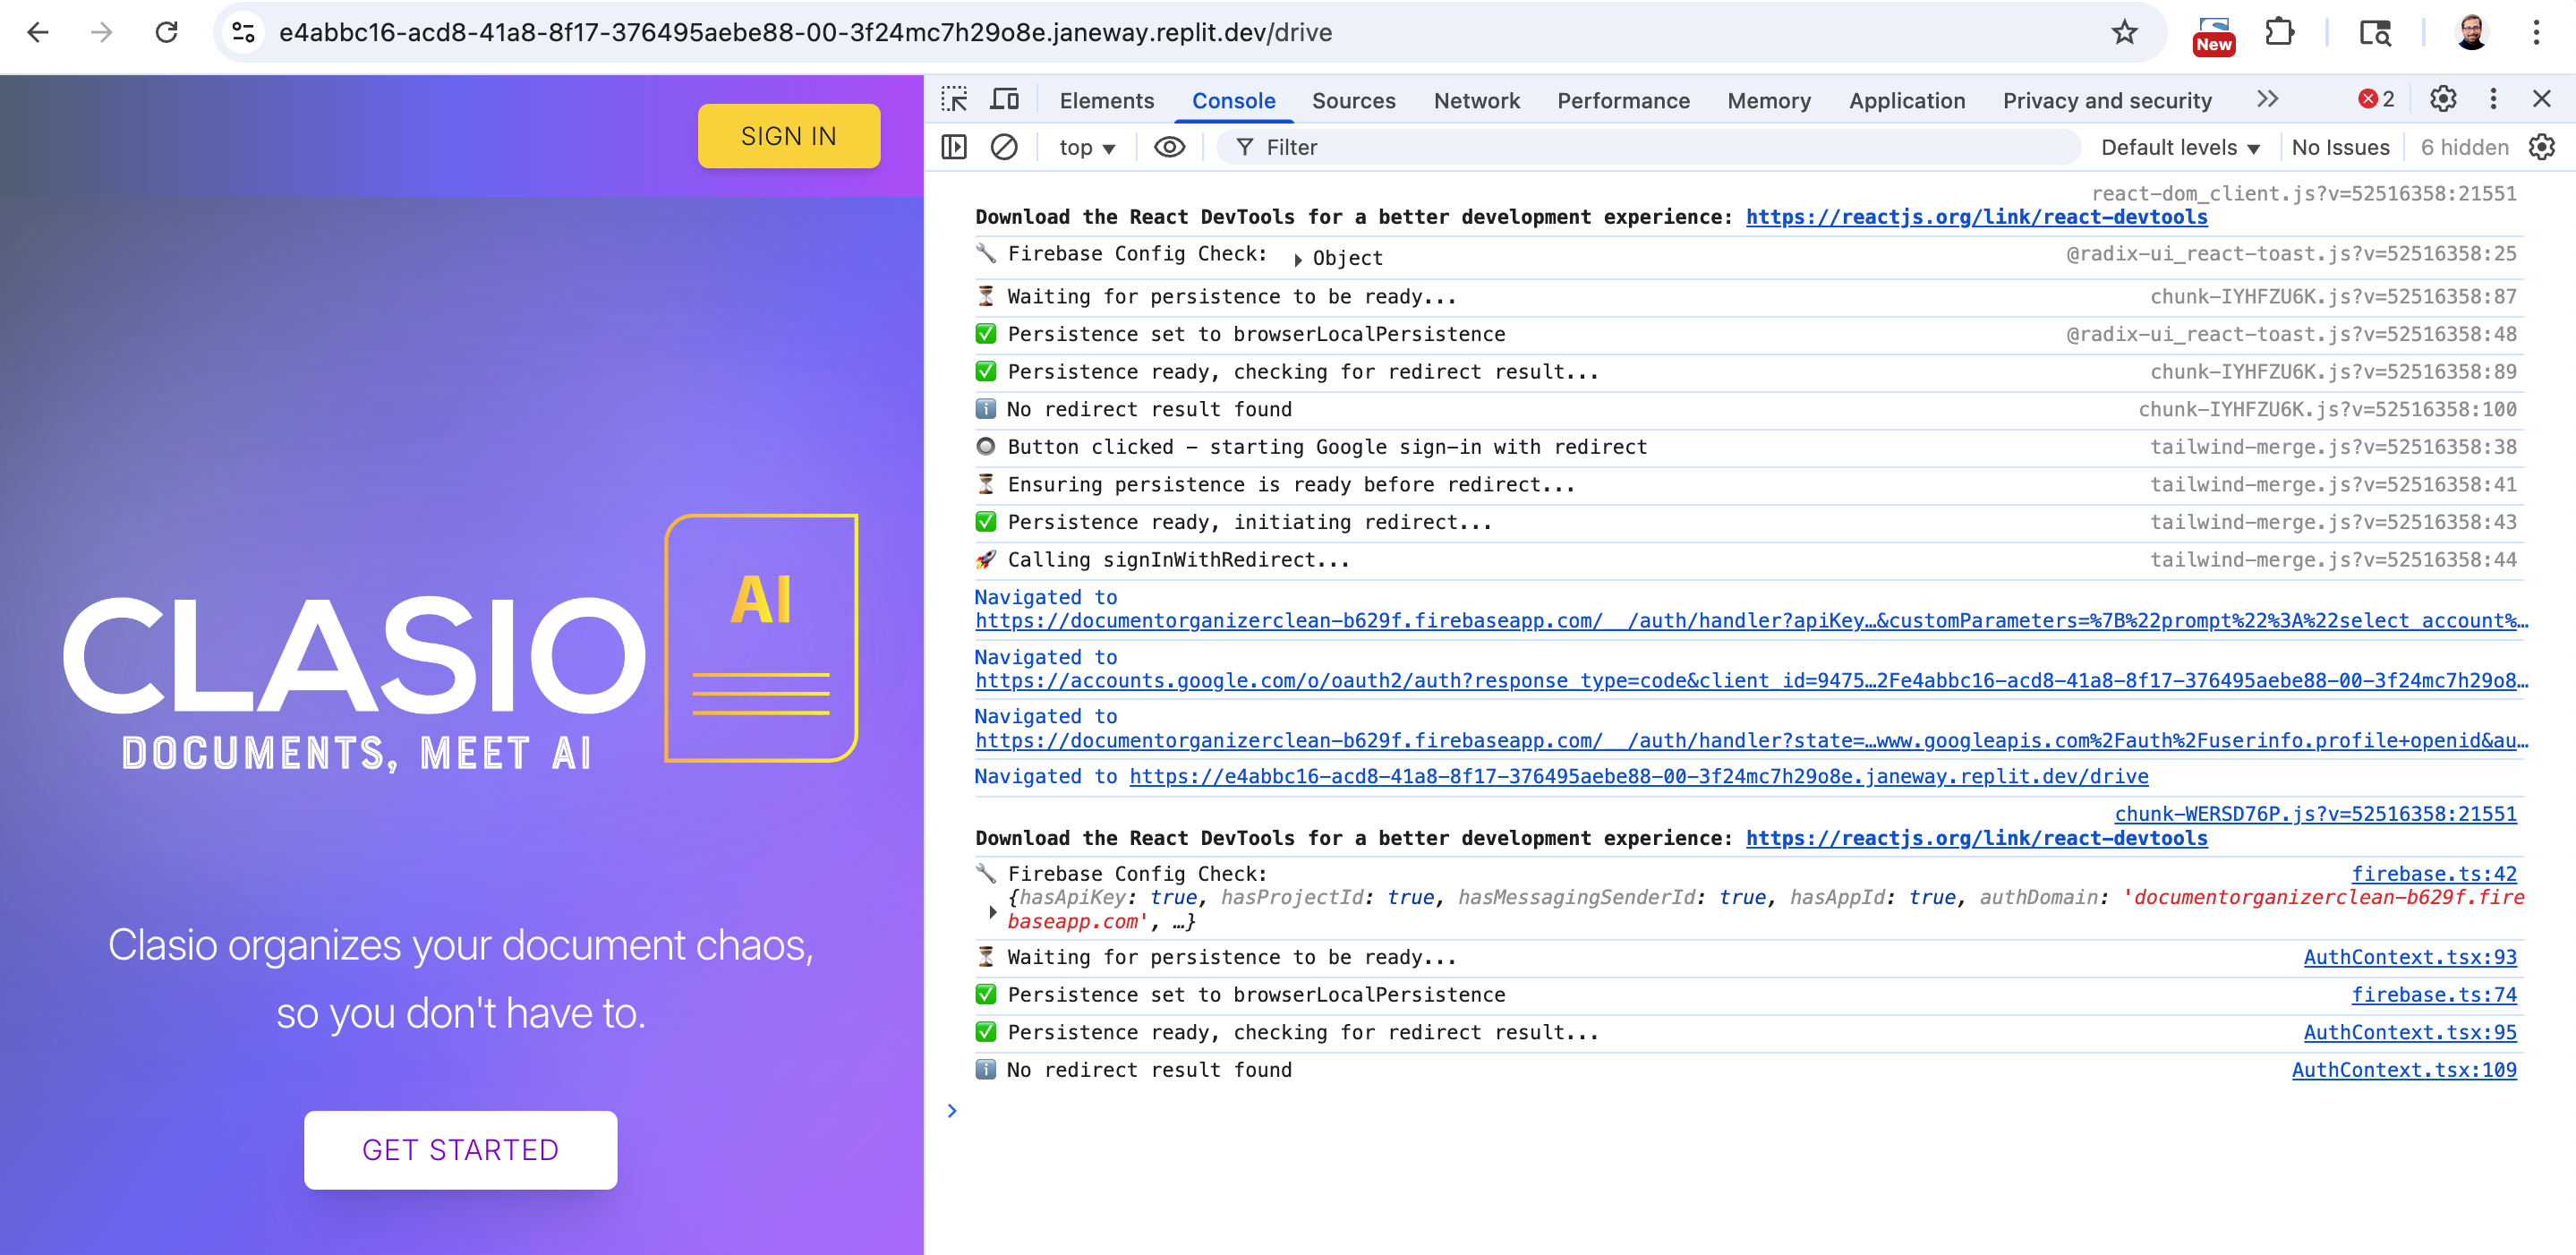 e4abbc16-acd8-41a8-8f17-376495aebe88-00-3f24mc7h29o8e.janeway.replit.dev/drive
New
SIGN IN
AI
CLASIO
DOCUMENTS, MEET AI
Clasio organizes your document chaos,
so you don't have to.
GET STARTED
Elements Console Sources Network Performance Memory Application Privacy and security 2
top Filter Default levels No Issues 6 hidden
react-dom_client.js?v=52516358:21551
Download the React DevTools for a better development experience: https://reactjs.org/link/react-devtools
Firebase Config Check: Object @radix-ui_react-toast.js?v=52516358:25
Waiting for persistence to be ready... chunk-IYHFZU6K.js?v=52516358:87
Persistence set to browserLocalPersistence @radix-ui_react-toast.js?v=52516358:48
Persistence ready, checking for redirect result... chunk-IYHFZU6K.js?v=52516358:89
No redirect result found chunk-IYHFZU6K.js?v=52516358:100
Button clicked – starting Google sign-in with redirect tailwind-merge.js?v=52516358:38
Ensuring persistence is ready before redirect... tailwind-merge.js?v=52516358:41
Persistence ready, initiating redirect... tailwind-merge.js?v=52516358:43
Calling signInWithRedirect... tailwind-merge.js?v=52516358:44
Navigated to
https://documentorganizerclean-b629f.firebaseapp.com/__/auth/handler?apiKey…&customParameters=%7B%22prompt%22%3A%22select_account%…
Navigated to
https://accounts.google.com/o/oauth2/auth?response_type=code&client_id=9475…2Fe4abbc16-acd8-41a8-8f17-376495aebe88-00-3f24mc7h29o8…
Navigated to
https://documentorganizerclean-b629f.firebaseapp.com/__/auth/handler?state=…www.googleapis.com%2Fauth%2Fuserinfo.profile+openid&au…
Navigated to https://e4abbc16-acd8-41a8-8f17-376495aebe88-00-3f24mc7h29o8e.janeway.replit.dev/drive
chunk-WERSD76P.js?v=52516358:21551
Download the React DevTools for a better development experience: https://reactjs.org/link/react-devtools
Firebase Config Check: firebase.ts:42
{hasApiKey: true, hasProjectId: true, hasMessagingSenderId: true, hasAppId: true, authDomain: 'documentorganizerclean-b629f.fire
baseapp.com', …}
Waiting for persistence to be ready... AuthContext.tsx:93
Persistence set to browserLocalPersistence firebase.ts:74
Persistence ready, checking for redirect result... AuthContext.tsx:95
No redirect result found AuthContext.tsx:109